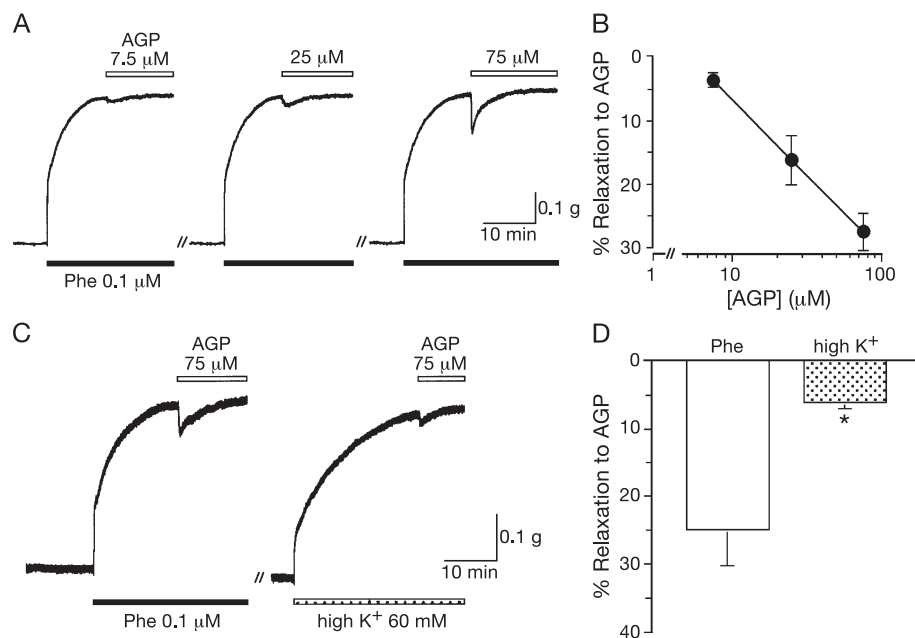 A
AGP
7.5 μM
25 μM
75 μM
0.1 g
10 min
Phe 0.1 μM
B
% Relaxation to AGP
0
10
20
30
1
10
100
[AGP] (μM)
C
AGP
75 μM
AGP
75 μM
0.1 g
10 min
Phe 0.1 μM
high K⁺ 60 mM
D
Phe
high K⁺
% Relaxation to AGP
0
10
20
30
40
*